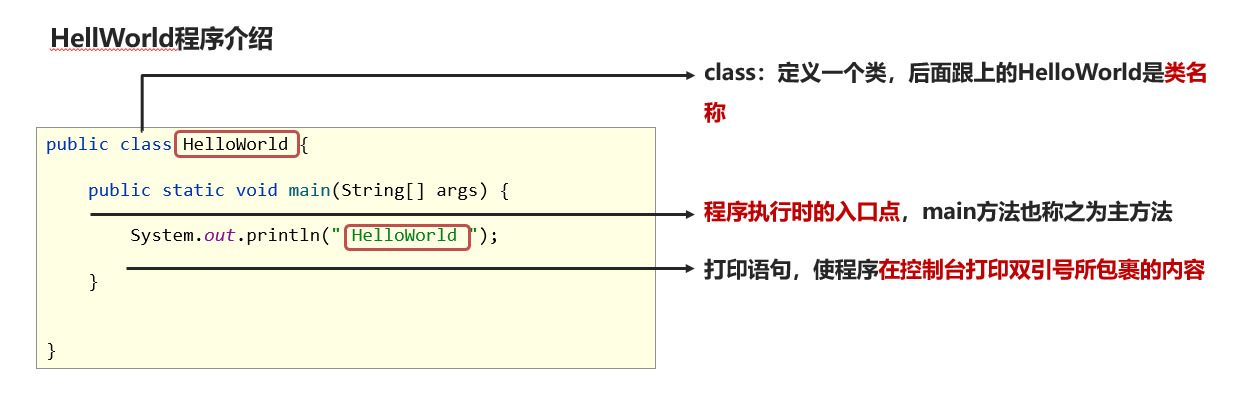 HellWorld程序介绍
class：定义一个类，后面跟上的HelloWorld是类名
称
public class HelloWorld {
public static void main(String[] args) {
程序执行时的入口点，main方法也称之为主方法
System.out.println(" HelloWorld ");
打印语句，使程序在控制台打印双引号所包裹的内容
}
}